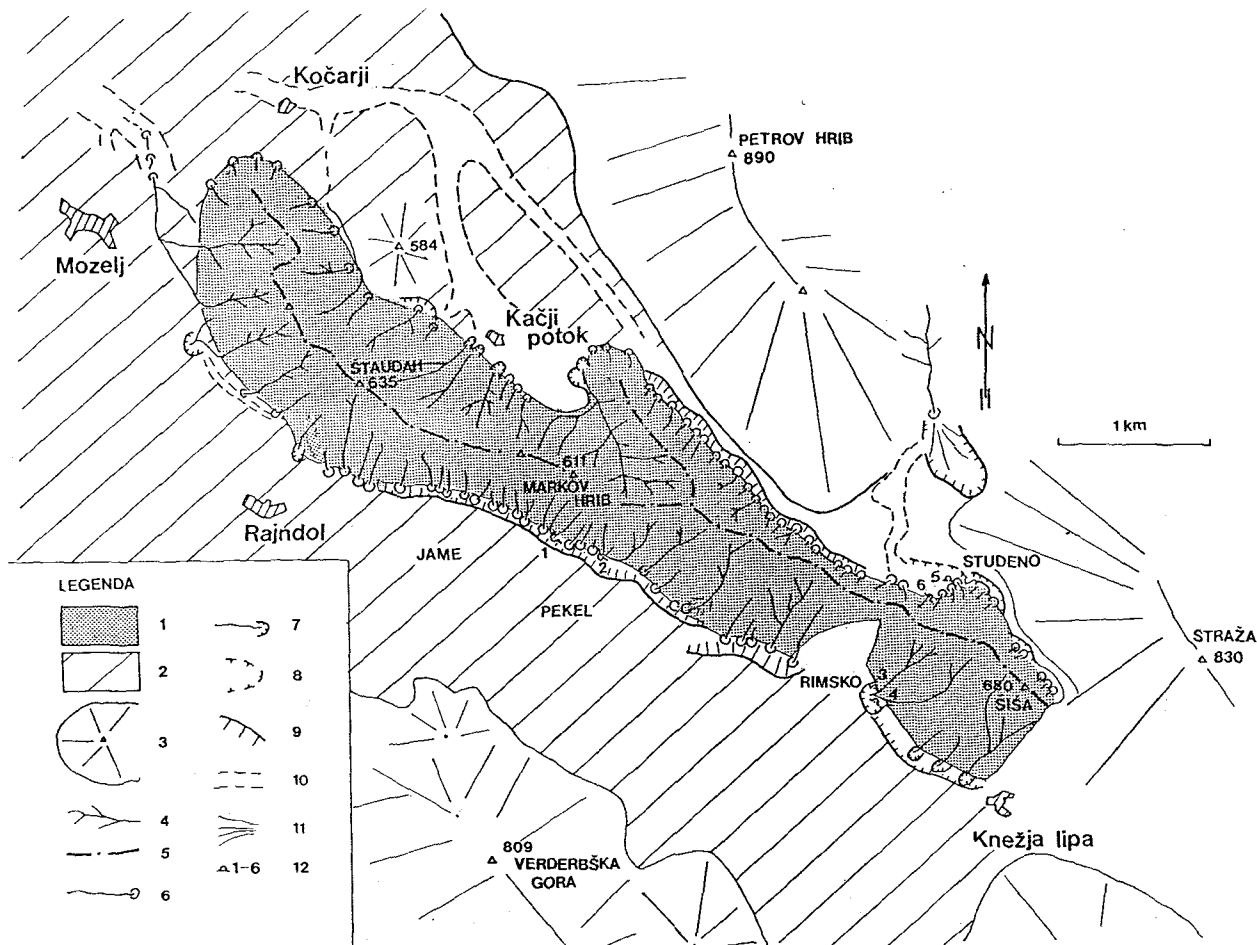 Kočarji
PETROV HRIB
890
584
Mozelj
Kačji
potok
N
ŠTAUDAH
635
1 km
611
MARKOV
HRIB
Rajndol
JAME
1
2
PEKEL
STUDENO
5
6
STRAŽA
830
RIMSKO
3
4
680
ŠIŠA
Knežja lipa
809
VERDERBŠKA
GORA
LEGENDA
1
2
3
4
5
6
7
8
9
10
11
1-6 12